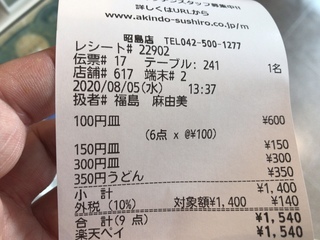 詳しくはURLから
www.akindo-sushiro.co.jp/m
昭島店 TEL042-500-1277
レシート# 22902
伝票# 17 テーブル: 241
店舗# 617 端末# 2 1名
2020/08/05(水) 13:37
扱者# 福島 麻由美
100円皿 ¥600
(6点 x @¥100)
150円皿 ¥150
300円皿 ¥300
350円うどん ¥350
小 計 ¥1,400
外税 (10%) 対象額¥1,400 ¥140
合 計(9 点) ¥1,540
楽天ペイ ¥1,540